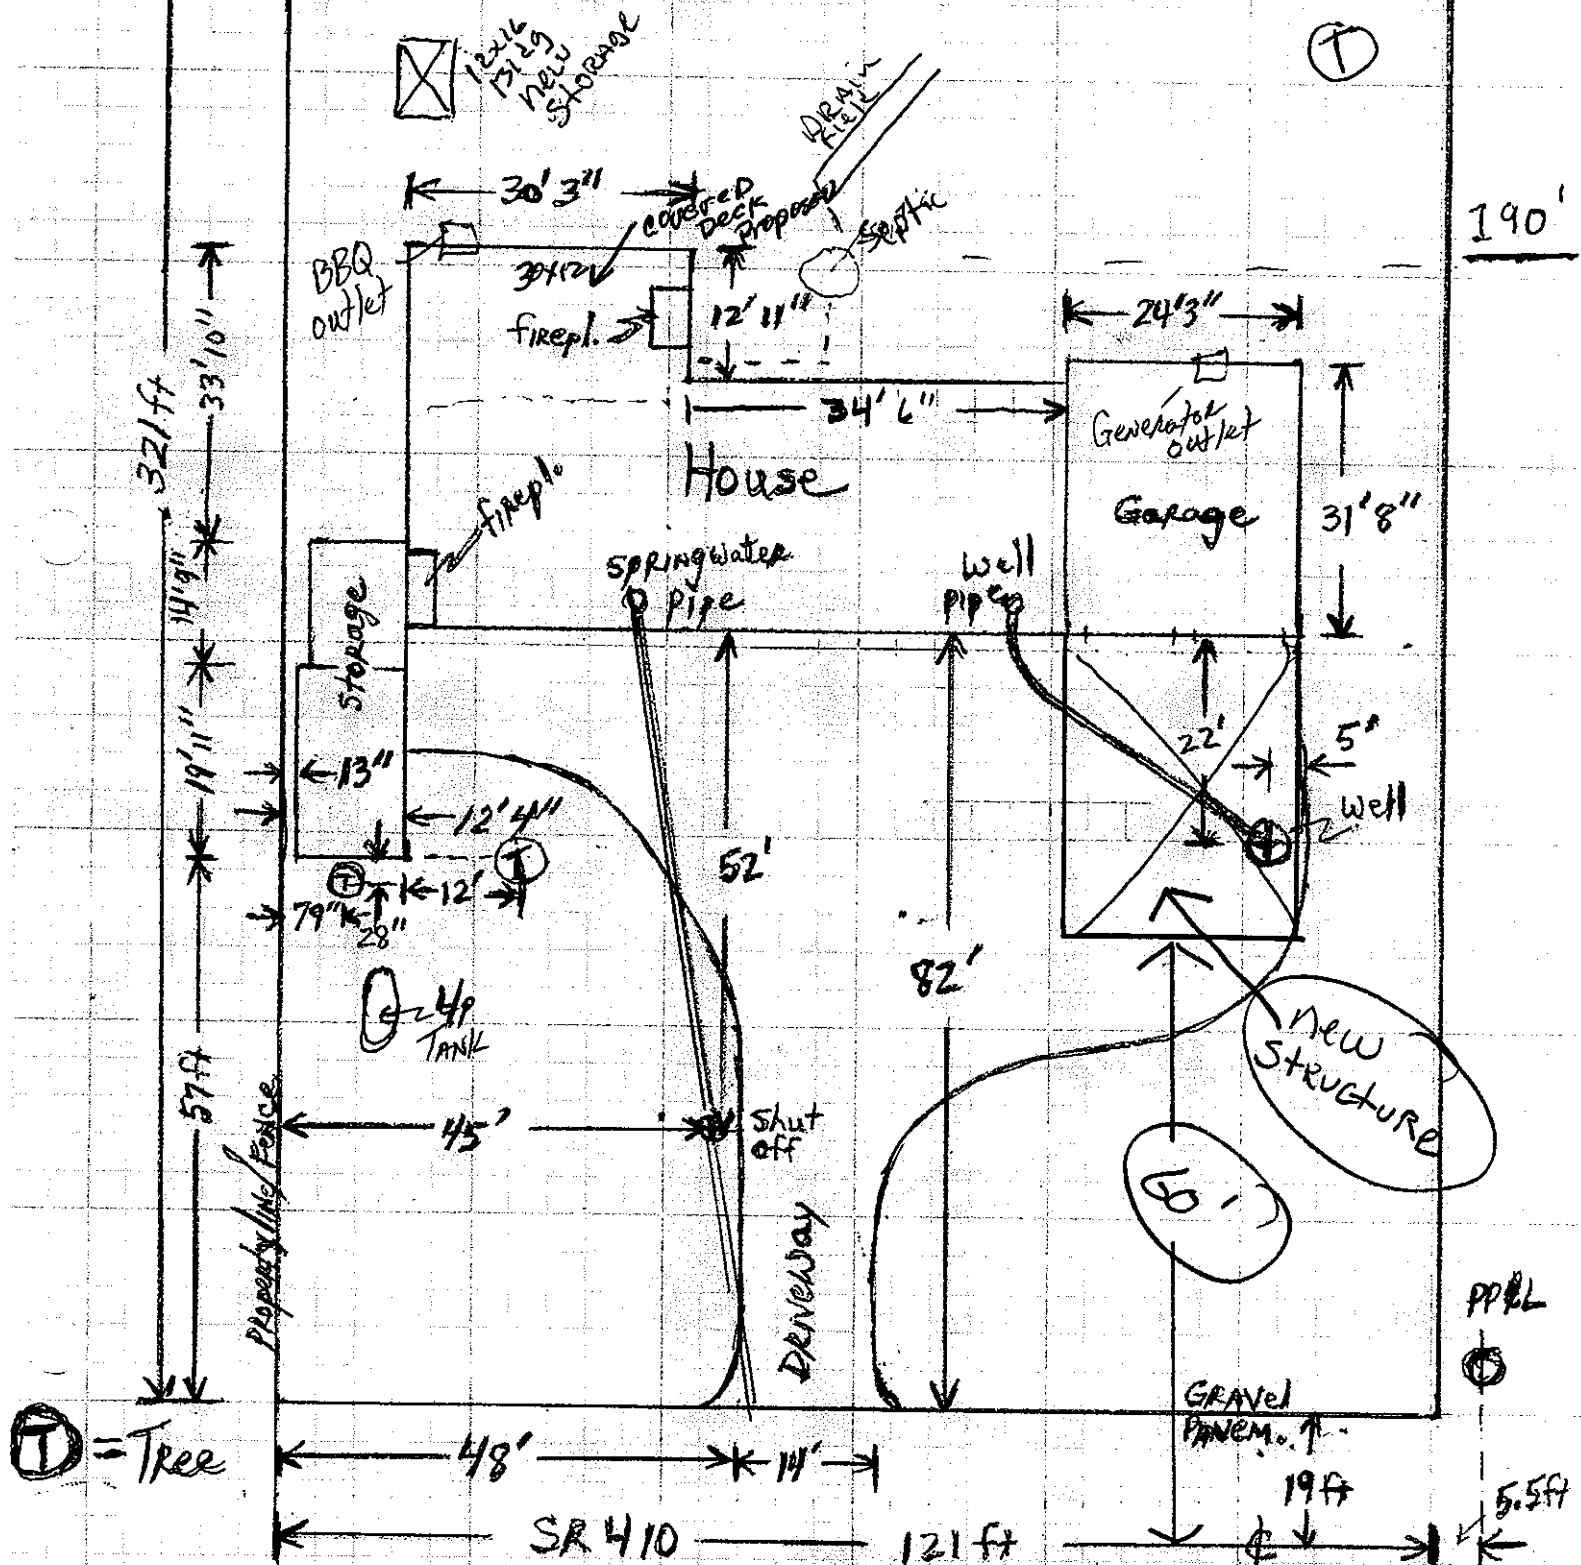 12x16
Bldg
new
STORAGE
T
DRAIN
Field
30' 3"
covered
Deck
Proposed
septic
190'
BBQ
outlet
30x12
firepl.
12' 11"
24'3"
33'10"
321 ft
34' 6"
Generator
outlet
House
Garage
31' 8"
firepl.
14'9"
Storage
Springwater
Pipe
Well
pipe
19'11"
13"
22'
5'
Well
12'4"
T
T
52'
12'
79"
28"
82'
L/P
TANK
new
STRUCTURE
57 ft
Property line/Fence
45'
Shut
off
60'
Driveway
PP&L
T = Tree
GRAVEL
PAVEM.
48'
14'
19 ft
5.5ft
SR 410
121 ft